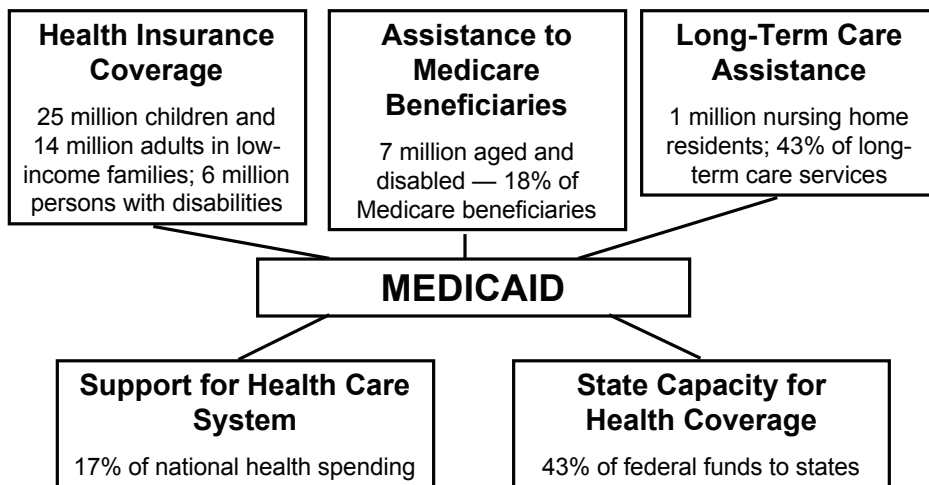 Health Insurance
Coverage
25 million children and
14 million adults in low-
income families; 6 million
persons with disabilities
Assistance to
Medicare
Beneficiaries
7 million aged and
disabled — 18% of
Medicare beneficiaries
Long-Term Care
Assistance
1 million nursing home
residents; 43% of long-
term care services
MEDICAID
Support for Health Care
System
17% of national health spending
State Capacity for
Health Coverage
43% of federal funds to states